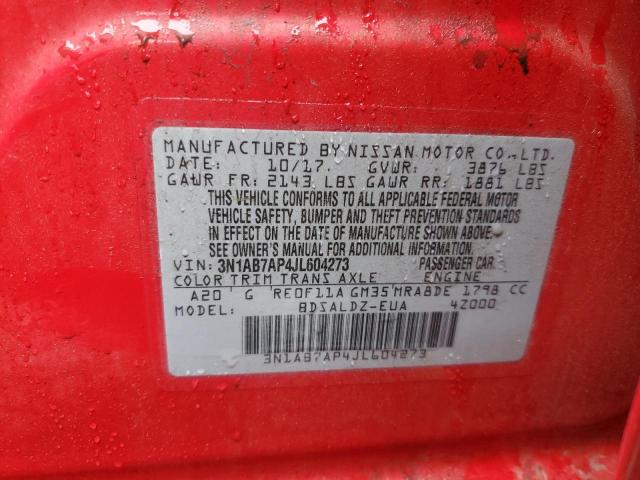 MANUFACTURED BY NISSAN MOTOR CO.,LTD.
DATE: 10/17 GVWR: 3876 LBS
GAWR FR: 2143 LBS GAWR RR: 1881 LBS
THIS VEHICLE CONFORMS TO ALL APPLICABLE FEDERAL MOTOR
VEHICLE SAFETY, BUMPER AND THEFT PREVENTION STANDARDS
IN EFFECT ON THE DATE OF MANUFACTURE SHOWN ABOVE.
SEE OWNER'S MANUAL FOR ADDITIONAL INFORMATION.
VIN: 3N1AB7AP4JL604273 PASSENGER CAR
COLOR TRIM TRANS AXLE ENGINE
A20 G RE0F11A GM35 MRA8DE 1798 CC
MODEL: BDSALDZ-EUA 4Z000
3N1AB7AP4JL604273